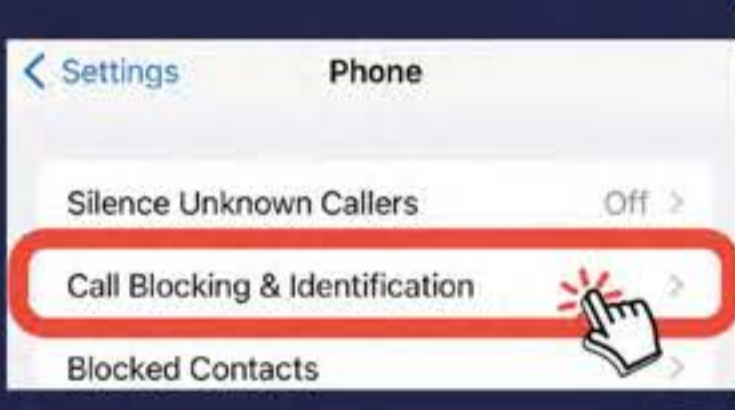 Settings Phone
Silence Unknown Callers Off
Call Blocking & Identification
Blocked Contacts